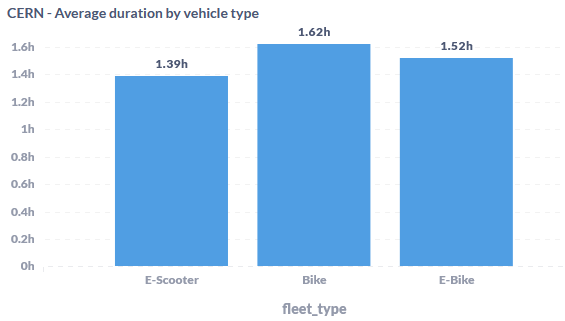 CERN - Average duration by vehicle type
1.6h
1.4h
1.2h
1h
0.8h
0.6h
0.4h
0.2h
0h
1.39h
1.62h
1.52h
E-Scooter
Bike
E-Bike
fleet_type